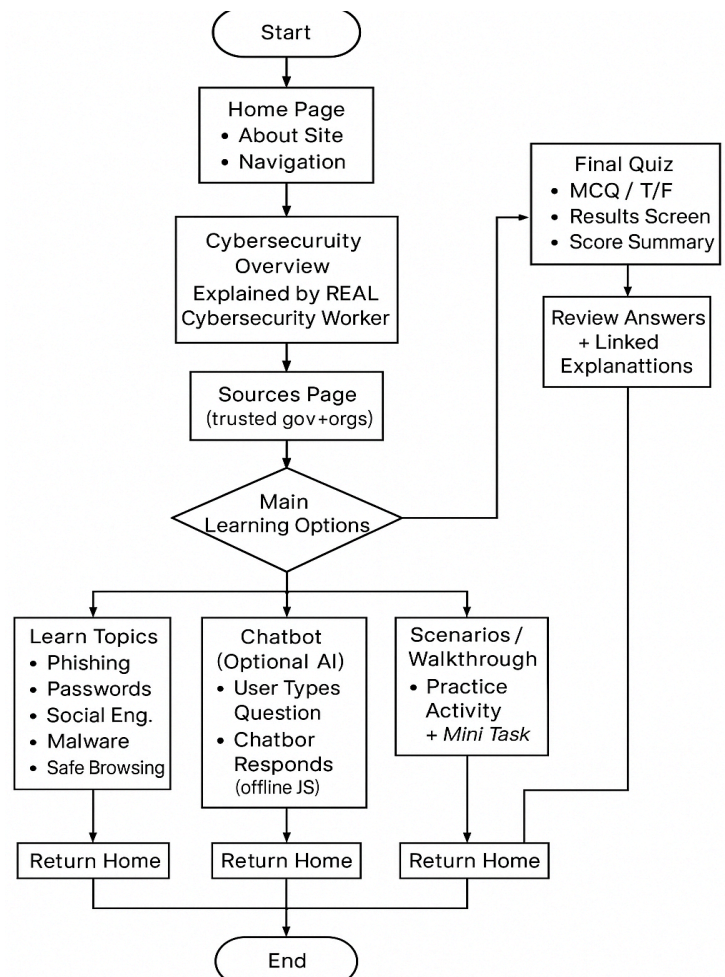 Start
Home Page
• About Site
• Navigation
Cybersecuruity
Overview
Explained by REAL
Cybersecurity Worker
Sources Page
(trusted gov+orgs)
Main
Learning Options
Final Quiz
• MCQ / T/F
• Results Screen
• Score Summary
Review Answers
+ Linked
Explanattions
Learn Topics
• Phishing
• Passwords
• Social Eng.
• Malware
• Safe Browsing
Chatbot
(Optional AI)
• User Types
Question
• Chatbor
Responds
(offline JS)
Scenarios /
Walkthrough
• Practice
Activity
+ Mini Task
Return Home
Return Home
Return Home
End